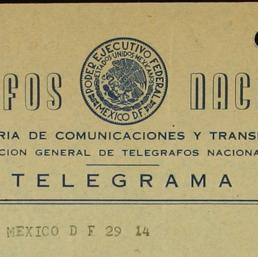 FOS NAC
PODER EJECUTIVO FEDERAL
ESTADOS UNIDOS MEXICANOS
MEXICO D.F.
RIA DE COMUNICACIONES Y TRANS
CION GENERAL DE TELEGRAFOS NACIONA
TELEGRAMA
MEXICO D F 29 14